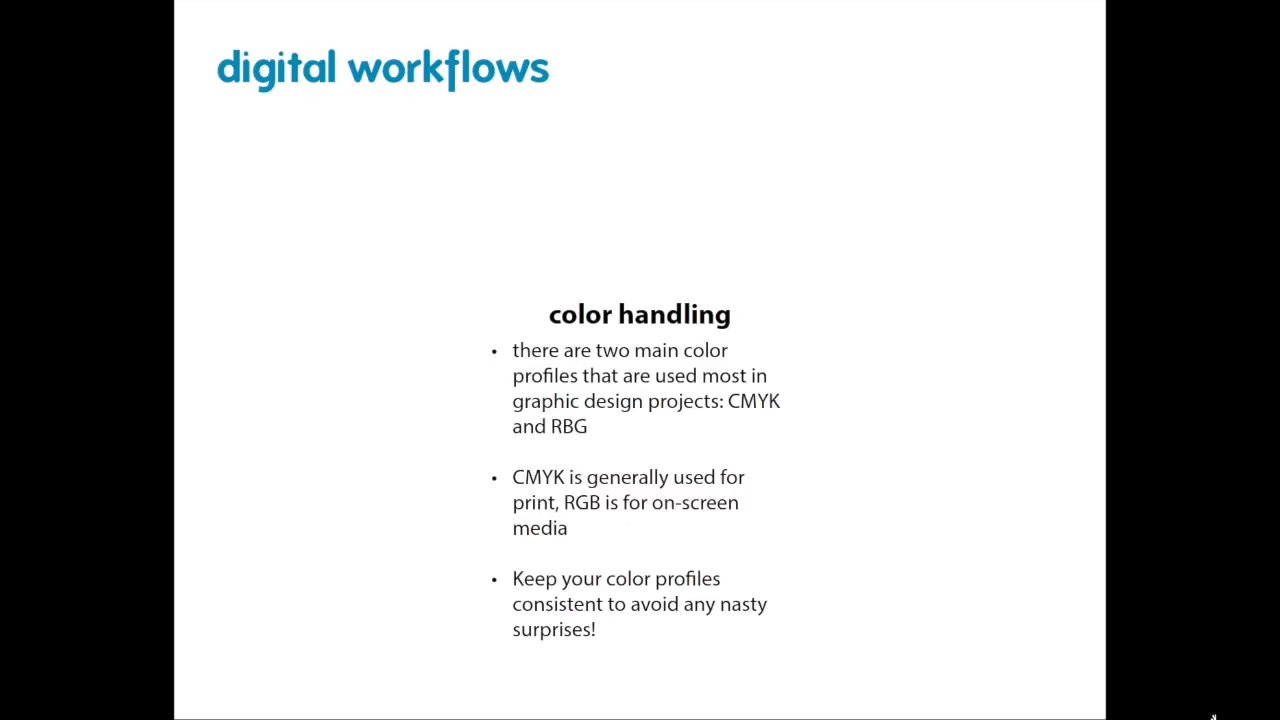 digital workflows
color handling
• there are two main color
profiles that are used most in
graphic design projects: CMYK
and RBG
• CMYK is generally used for
print, RGB is for on-screen
media
• Keep your color profiles
consistent to avoid any nasty
surprises!